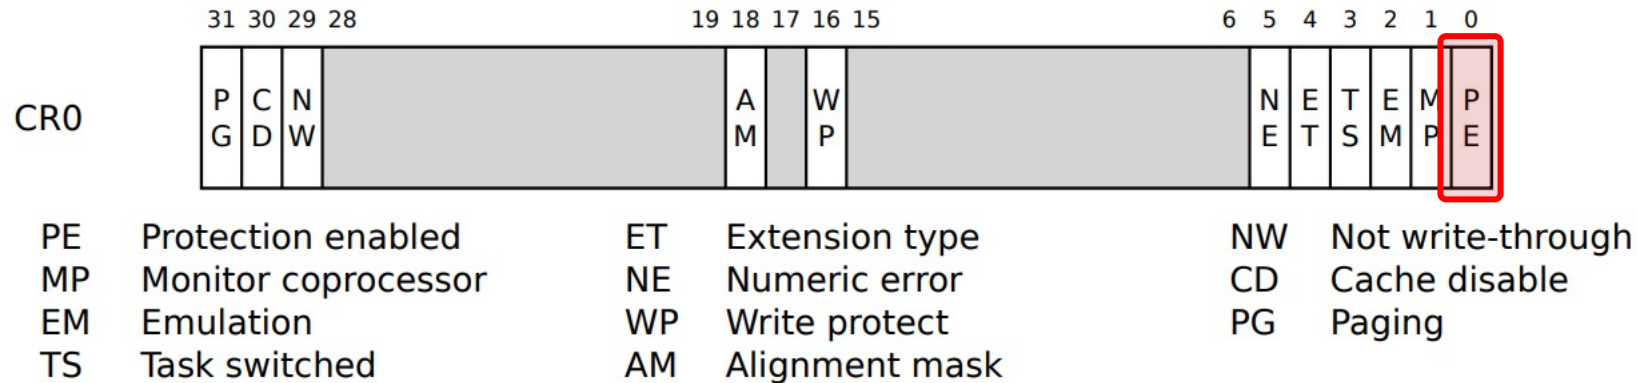 31 30 29 28 19 18 17 16 15 6 5 4 3 2 1 0
CR0 P C N A W N E T E M P
G D W M P E T S M P E
PE Protection enabled ET Extension type NW Not write-through
MP Monitor coprocessor NE Numeric error CD Cache disable
EM Emulation WP Write protect PG Paging
TS Task switched AM Alignment mask